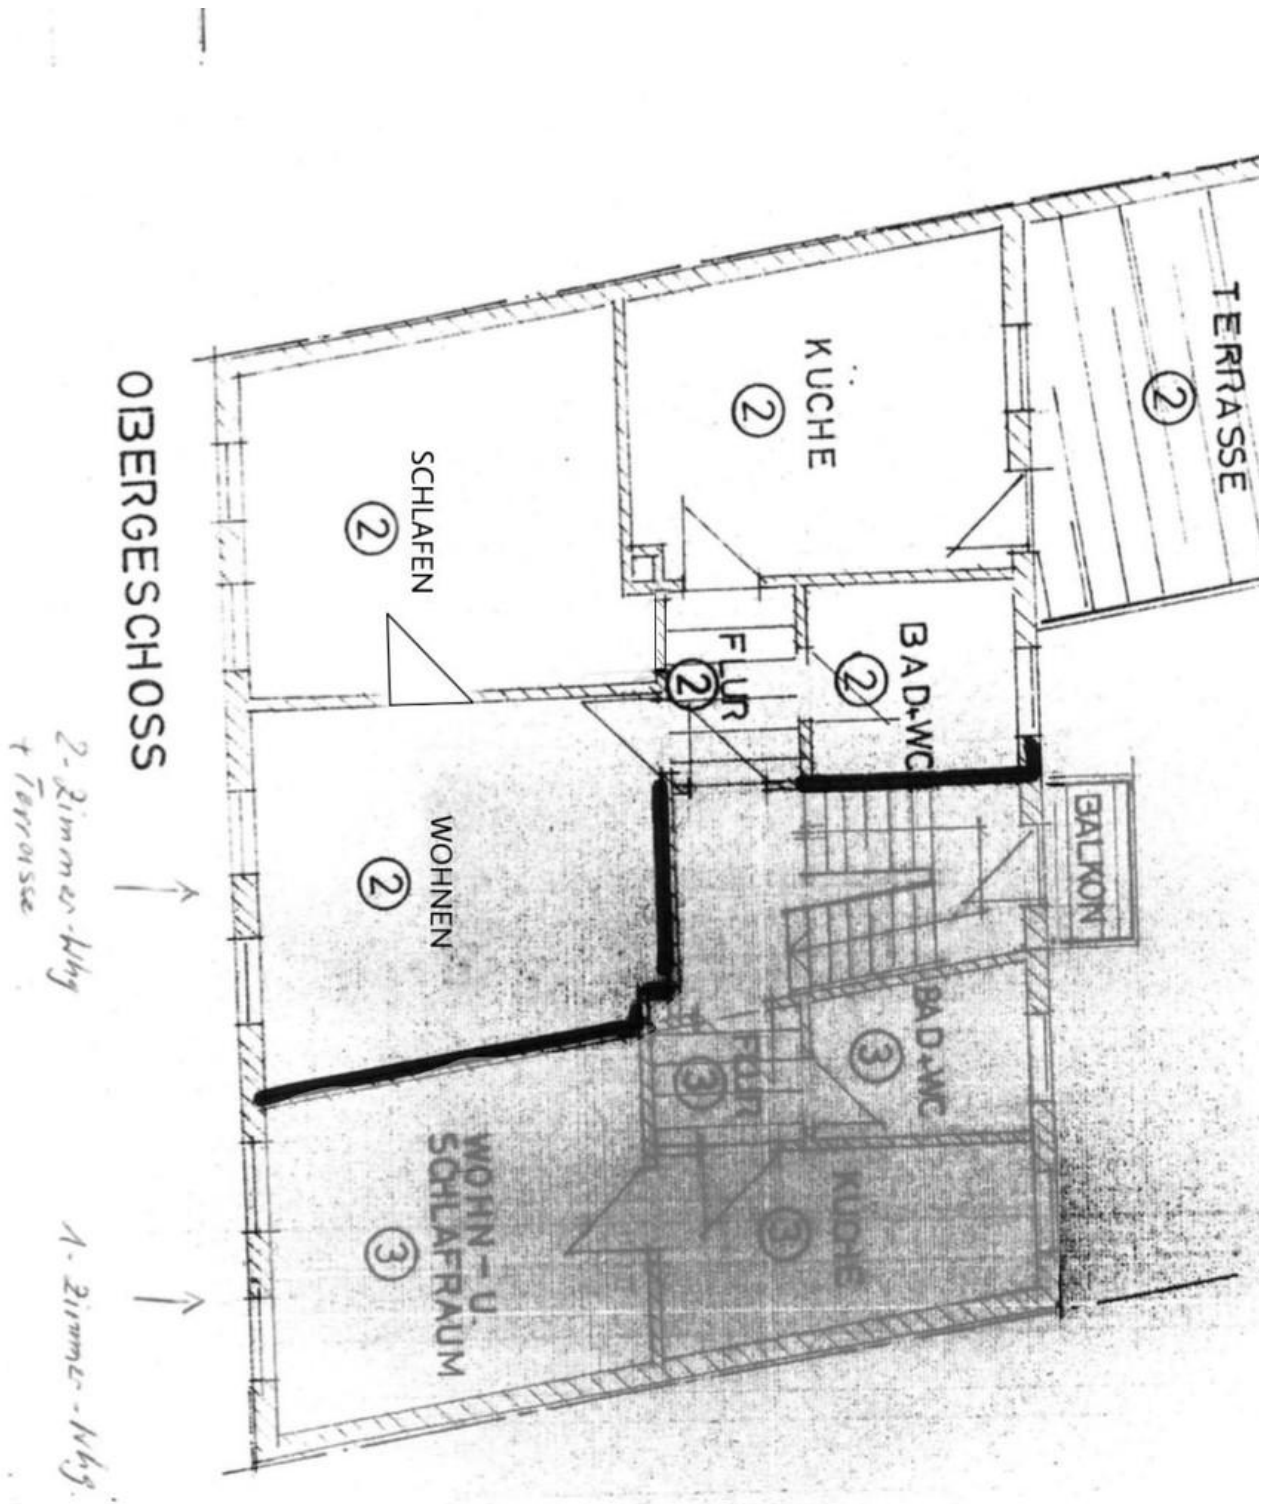 TERRASSE
②
KÜCHE
②
SCHLAFEN
②
OBERGESCHOSS
BAD+WC
②
FLUR
②
WOHNEN
②
BALKON
BAD+WC
③
FLUR
③
KÜCHE
③
WOHN-U.
SCHLAFRAUM
③
2-Zimmer-Whg
+ Terrasse
1-Zimmer-Whg.